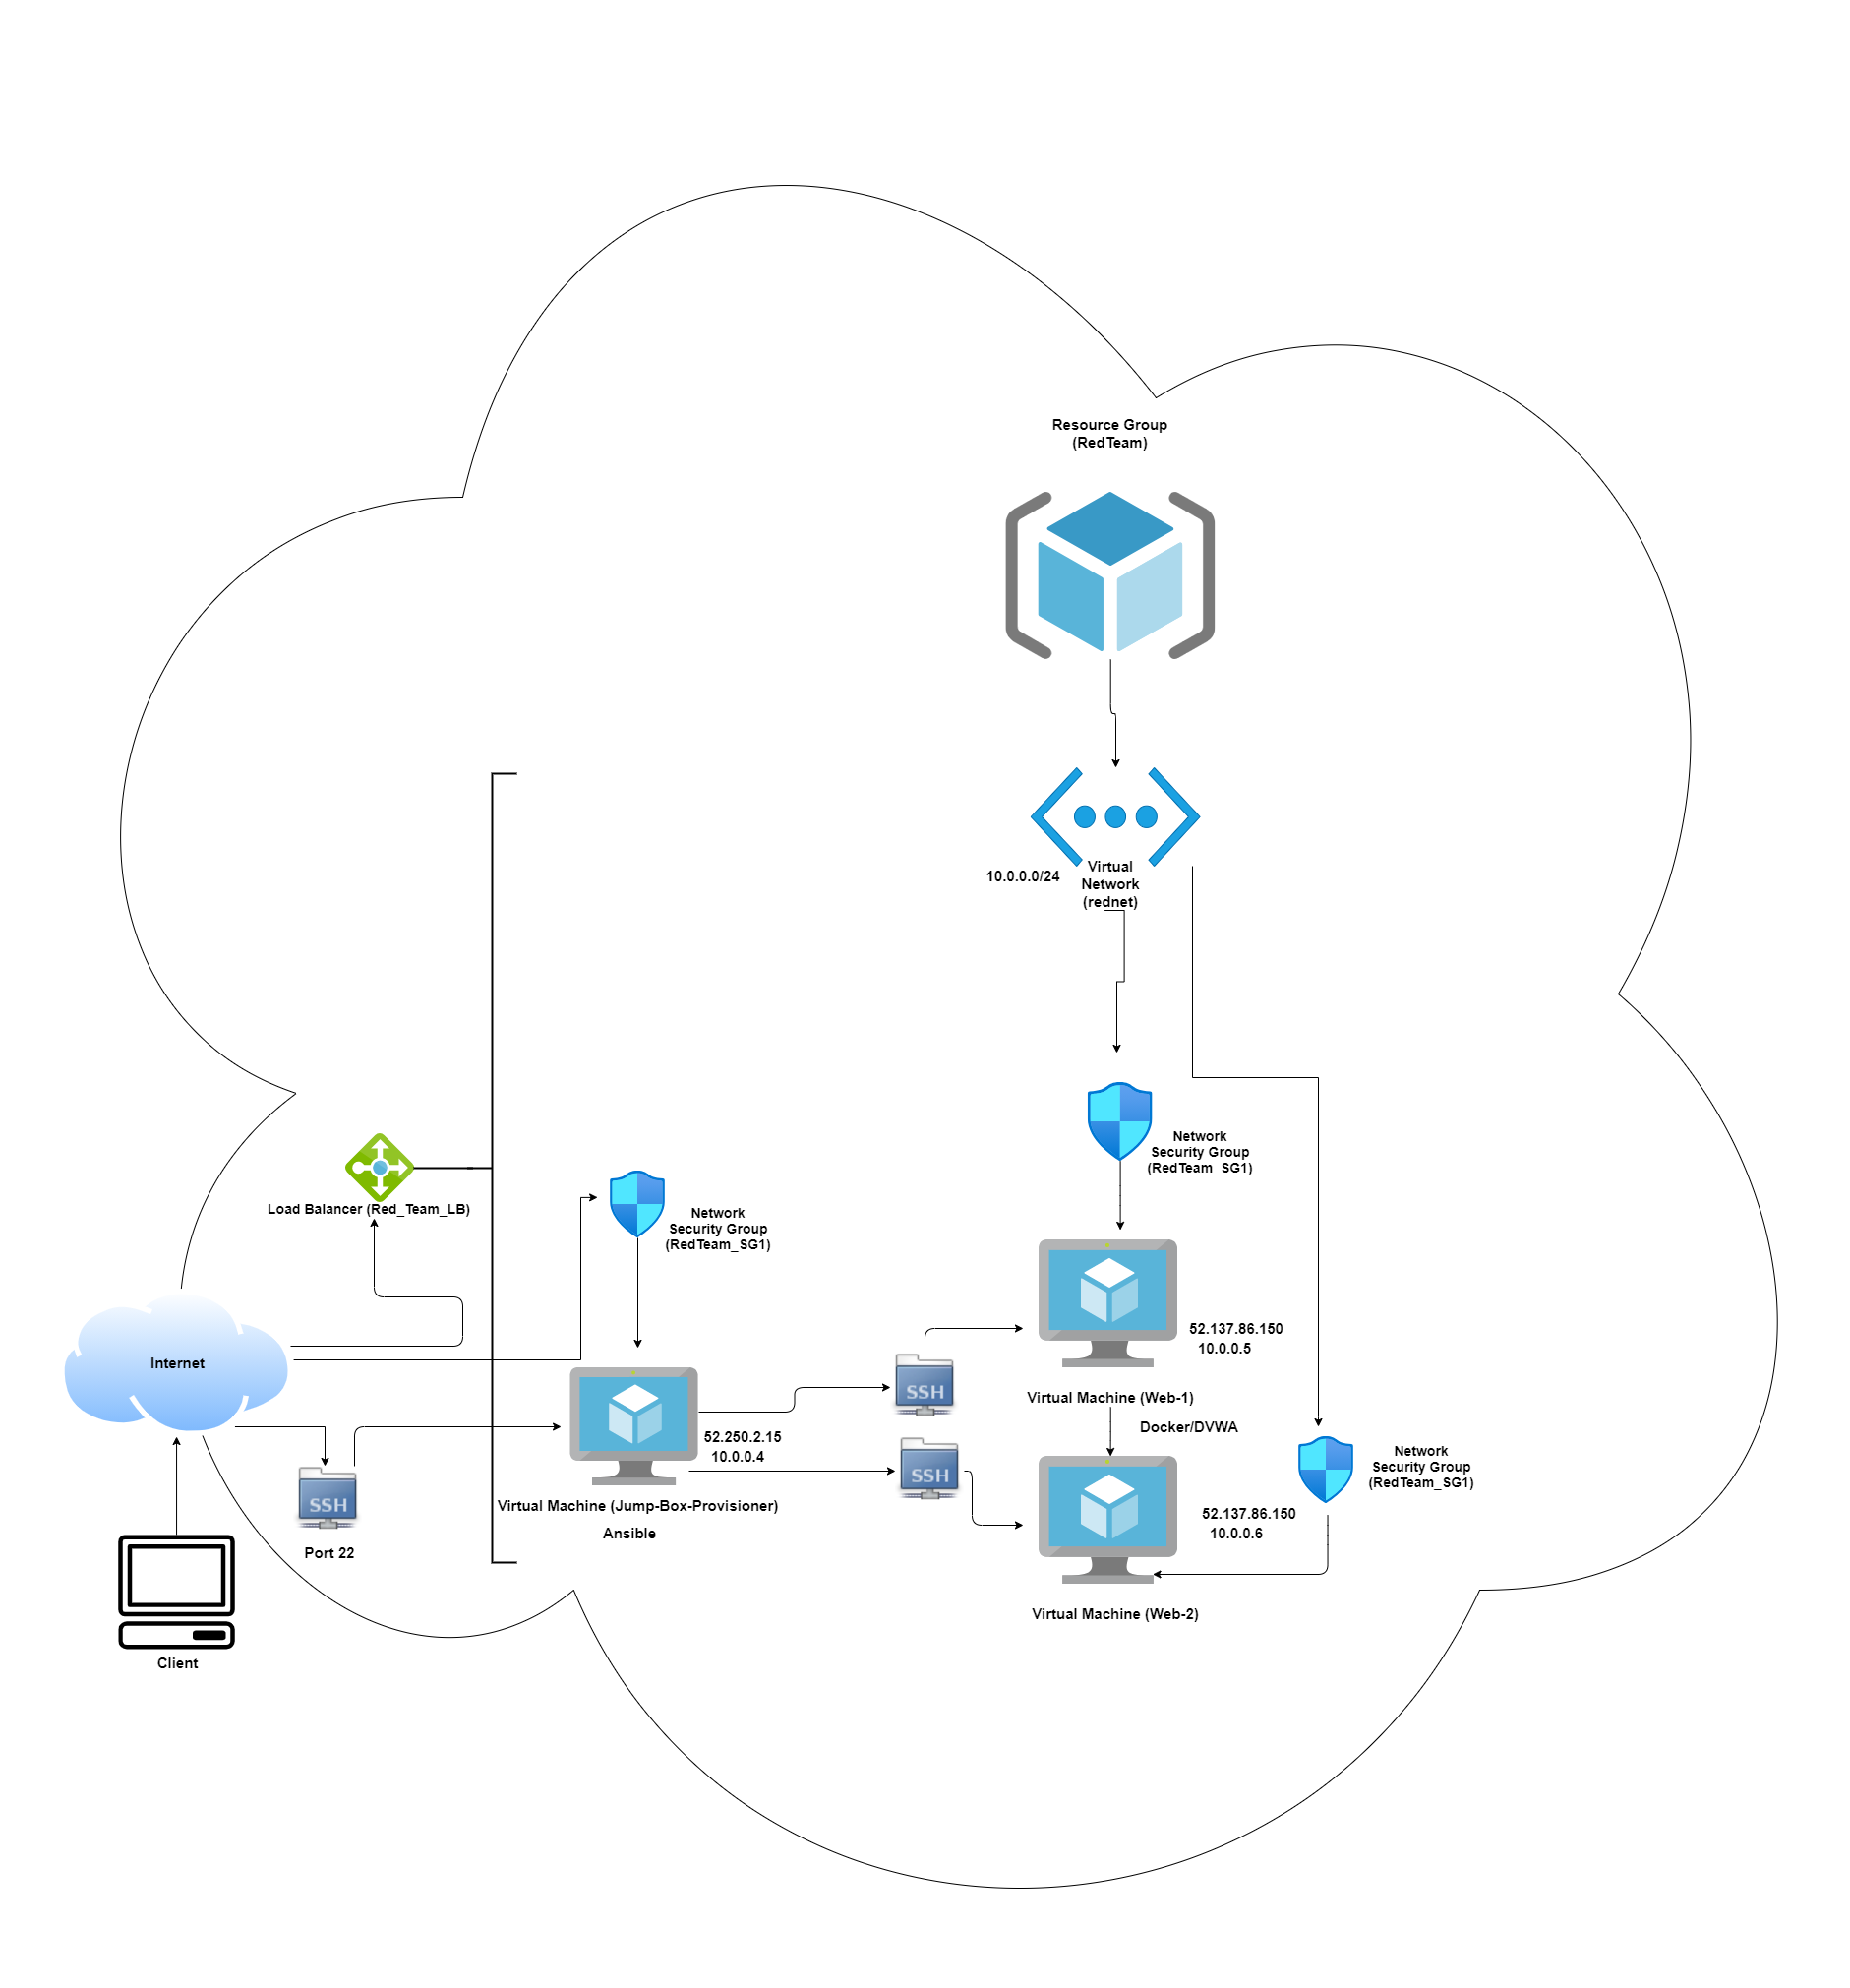 Resource Group
(RedTeam)
10.0.0.0/24
Virtual
Network
(rednet)
Network
Security Group
(RedTeam_SG1)
Load Balancer (Red_Team_LB)
Network
Security Group
(RedTeam_SG1)
52.137.86.150
10.0.0.5
Internet
SSH
Virtual Machine (Web-1)
Docker/DVWA
52.250.2.15
10.0.0.4
Network
Security Group
(RedTeam_SG1)
SSH
SSH
Virtual Machine (Jump-Box-Provisioner)
Ansible
52.137.86.150
10.0.0.6
Port 22
Virtual Machine (Web-2)
Client